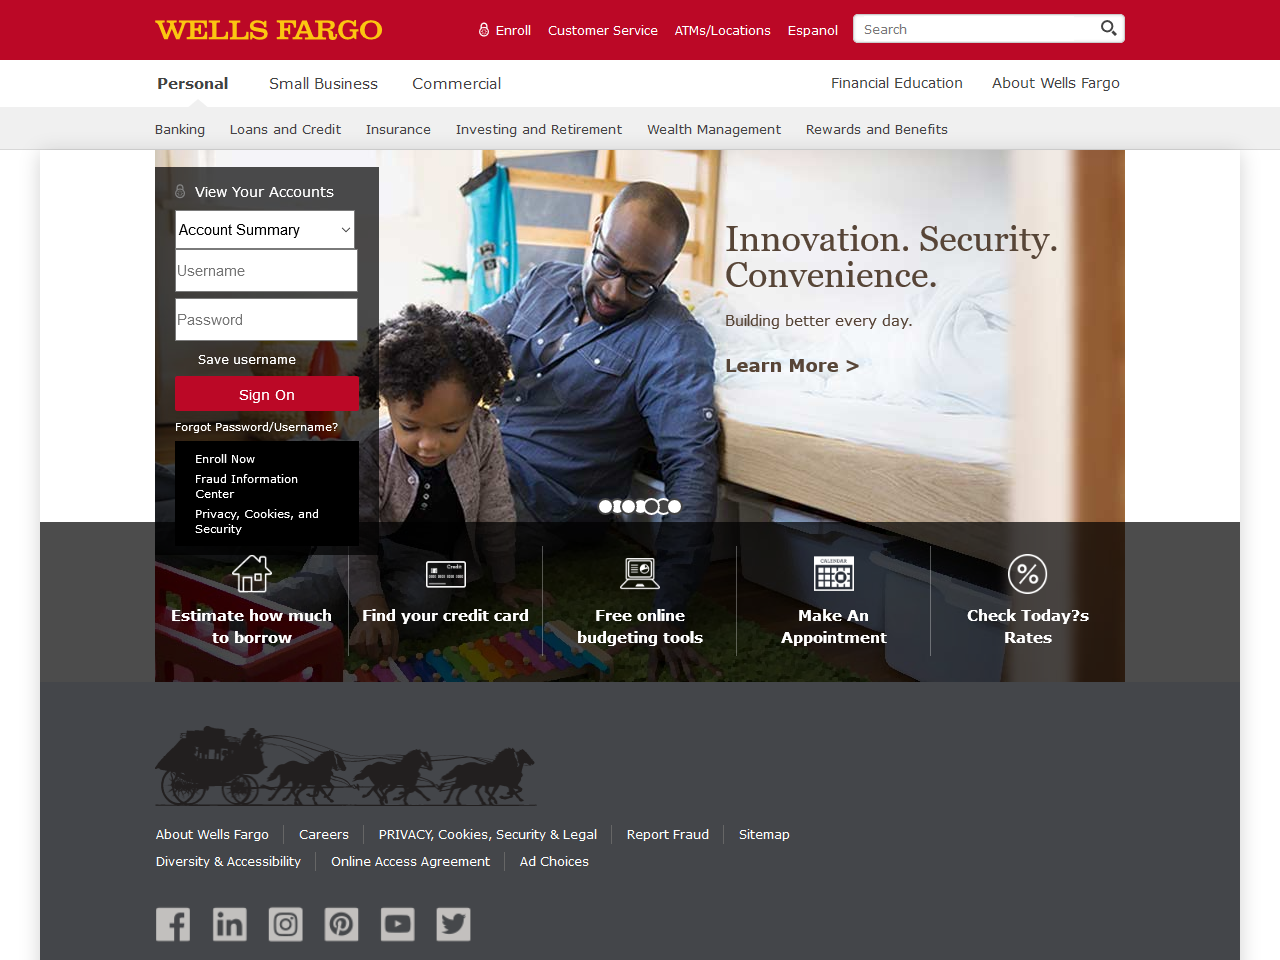 WELLS FARGO
Enroll
Customer Service
ATMs/Locations
Espanol
Search
Personal
Small Business
Commercial
Financial Education
About Wells Fargo
Banking
Loans and Credit
Insurance
Investing and Retirement
Wealth Management
Rewards and Benefits
View Your Accounts
Account Summary
Username
Password
Save username
Sign On
Forgot Password/Username?
Enroll Now
Fraud Information
Center
Privacy, Cookies, and
Security
Innovation. Security.
Convenience.
Building better every day.
Learn More >
Estimate how much
to borrow
Credit
Find your credit card
Free online
budgeting tools
CALENDAR
Make An
Appointment
Check Today?s
Rates
About Wells Fargo
Careers
PRIVACY, Cookies, Security & Legal
Report Fraud
Sitemap
Diversity & Accessibility
Online Access Agreement
Ad Choices